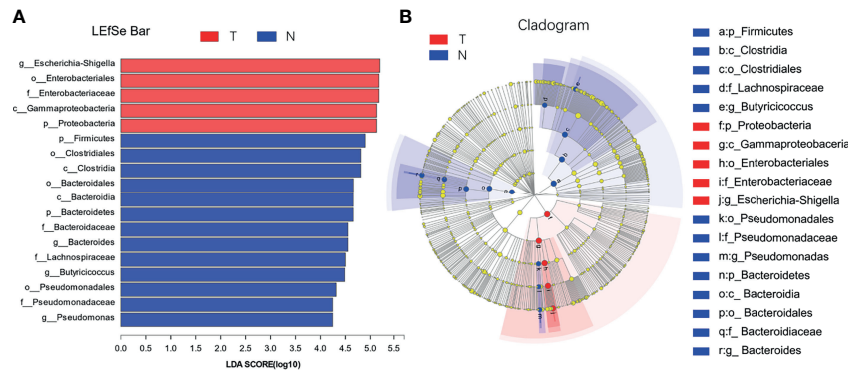 A
LEfSe Bar
T
N
g__Escherichia-Shigella
o__Enterobacteriales
f__Enterobacteriaceae
c__Gammaproteobacteria
p__Proteobacteria
p__Firmicutes
o__Clostridiales
c__Clostridia
o__Bacteroidales
c__Bacteroidia
p__Bacteroidetes
f__Bacteroidaceae
g__Bacteroides
f__Lachnospiraceae
g__Butyricicoccus
o__Pseudomonadales
f__Pseudomonadaceae
g__Pseudomonas
0.0 0.5 1.0 1.5 2.0 2.5 3.0 3.5 4.0 4.5 5.0 5.5
LDA SCORE(log10)
B
Cladogram
T
N
a:p_Firmicutes
b:c_Clostridia
c:o_Clostridiales
d:f_Lachnospiraceae
e:g_Butyricicoccus
f:p_Proteobacteria
g:c_Gammaproteobaceria
h:o_Enterobacteriales
i:f_Enterobacteriaceae
j:g_Escherichia-Shigella
k:o_Pseudomonadales
l:f_Pseudomonadaceae
m:g_Pseudomonadas
n:p_Bacteroidetes
o:c_ Bacteroidia
p:o_ Bacteroidales
q:f_ Bacteroidiaceae
r:g_ Bacteroides